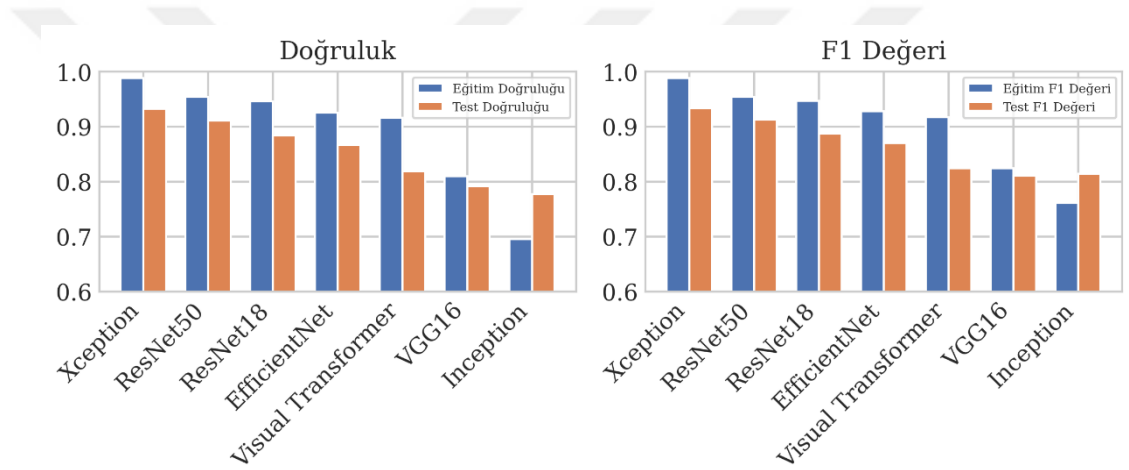 Doğruluk
1.0
0.9
0.8
0.7
0.6
Eğitim Doğruluğu
Test Doğruluğu
Xception
ResNet50
ResNet18
EfficientNet
Visual Transformer
VGG16
Inception
F1 Değeri
1.0
0.9
0.8
0.7
0.6
Eğitim F1 Değeri
Test F1 Değeri
Xception
ResNet50
ResNet18
EfficientNet
Visual Transformer
VGG16
Inception